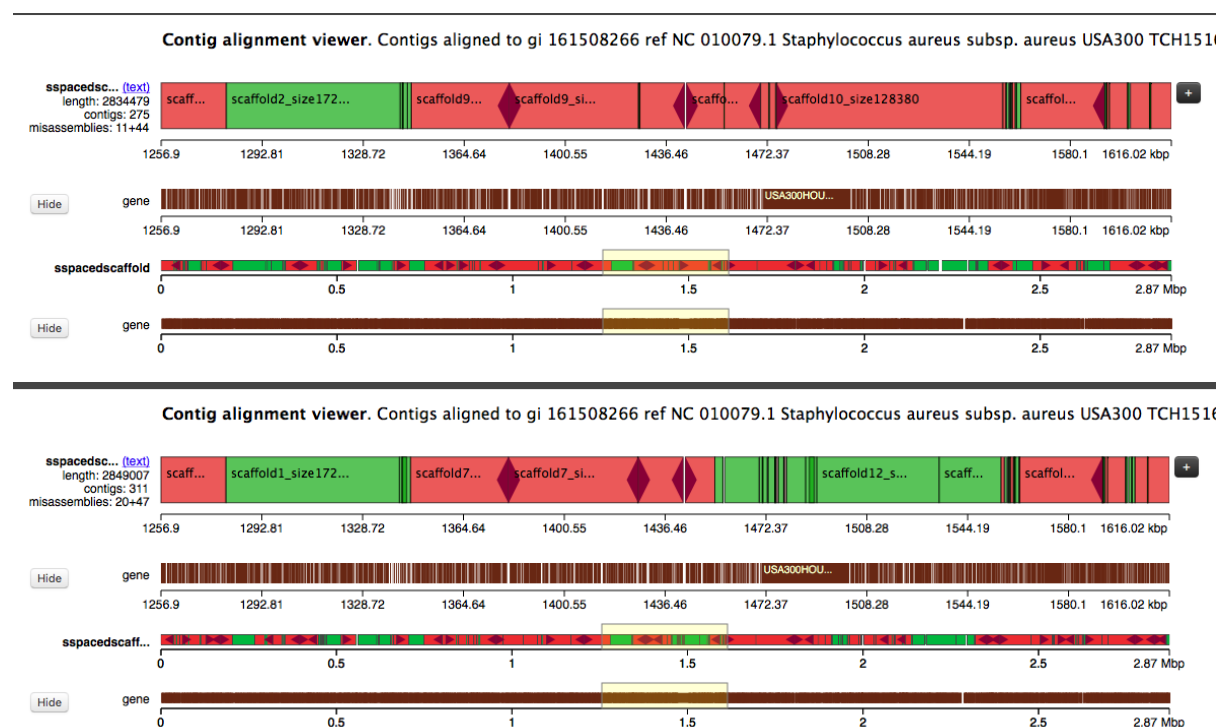 Contig alignment viewer. Contigs aligned to gi 161508266 ref NC 010079.1 Staphylococcus aureus subsp. aureus USA300 TCH1516
sspacedsc... (text)
length: 2834479
contigs: 275
misassemblies: 11+44
scaff... scaffold2_size172... scaffold9... scaffold9_si... scaffo... scaffold10_size128380 scaffol... +
1256.9 1292.81 1328.72 1364.64 1400.55 1436.46 1472.37 1508.28 1544.19 1580.1 1616.02 kbp
Hide gene USA300HOU...
1256.9 1292.81 1328.72 1364.64 1400.55 1436.46 1472.37 1508.28 1544.19 1580.1 1616.02 kbp
sspacedscaffold
0 0.5 1 1.5 2 2.5 2.87 Mbp
Hide gene
0 0.5 1 1.5 2 2.5 2.87 Mbp
Contig alignment viewer. Contigs aligned to gi 161508266 ref NC 010079.1 Staphylococcus aureus subsp. aureus USA300 TCH1516
sspacedsc... (text)
length: 2849007
contigs: 311
misassemblies: 20+47
scaff... scaffold1_size172... scaffold7... scaffold7_si... scaffold12_s... scaff... scaffol... +
1256.9 1292.81 1328.72 1364.64 1400.55 1436.46 1472.37 1508.28 1544.19 1580.1 1616.02 kbp
Hide gene USA300HOU...
1256.9 1292.81 1328.72 1364.64 1400.55 1436.46 1472.37 1508.28 1544.19 1580.1 1616.02 kbp
sspacedscaff...
0 0.5 1 1.5 2 2.5 2.87 Mbp
Hide gene
0 0.5 1 1.5 2 2.5 2.87 Mbp